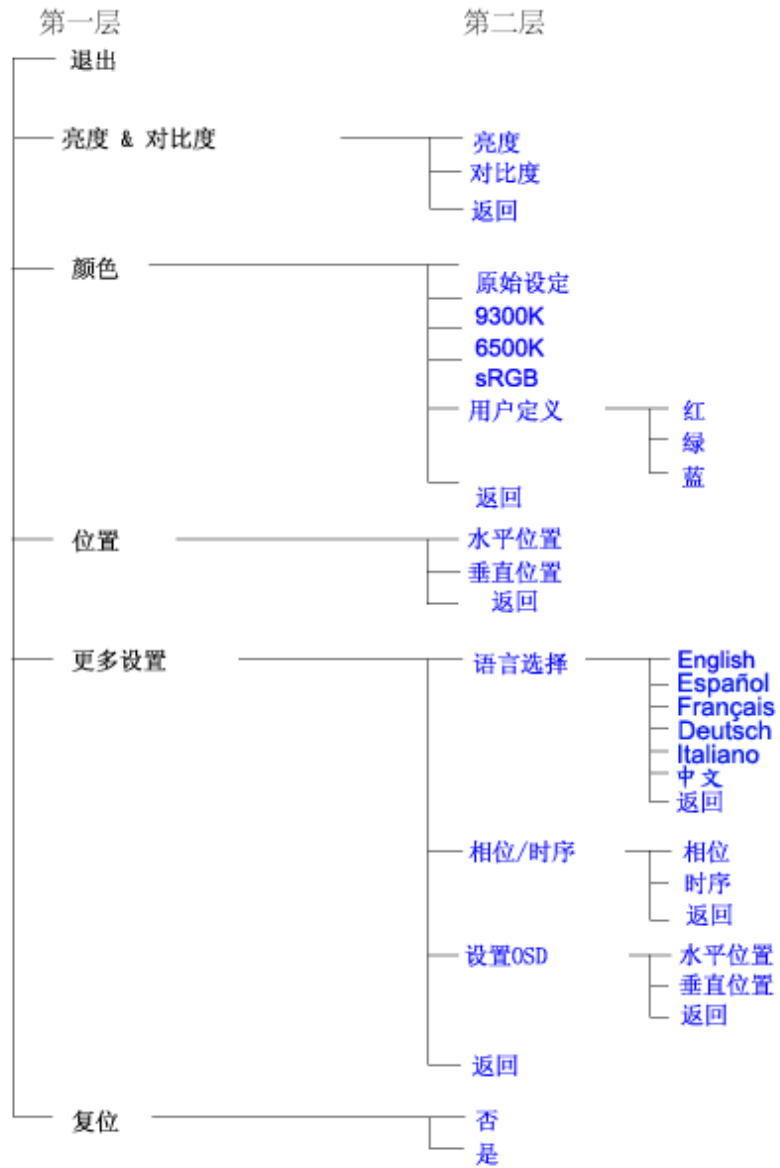 第一层 第二层
退出
亮度 & 对比度 亮度
对比度
返回
颜色
原始设定
9300K
6500K
sRGB
用户定义 红
绿
蓝
返回
位置 水平位置
垂直位置
返回
更多设置 语言选择 English
Español
Français
Deutsch
Italiano
中文
返回
相位/时序 相位
时序
返回
设置OSD 水平位置
垂直位置
返回
返回
复位 否
是